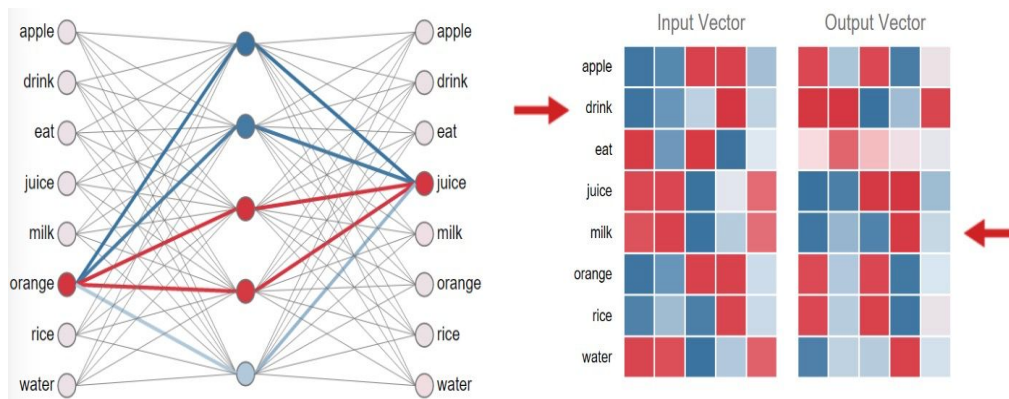 apple
drink
eat
juice
milk
orange
rice
water
apple
drink
eat
juice
milk
orange
rice
water
Input Vector
Output Vector
apple
drink
eat
juice
milk
orange
rice
water